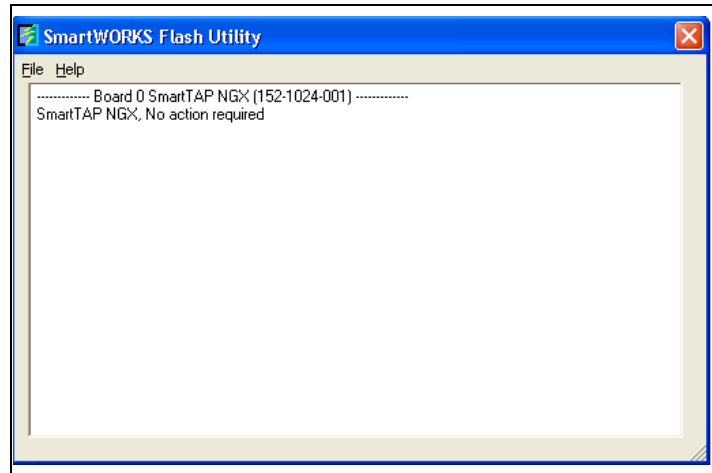 SmartWORKS Flash Utility
File Help
------------ Board 0 SmartTAP NGX (152-1024-001) -------------
SmartTAP NGX, No action required